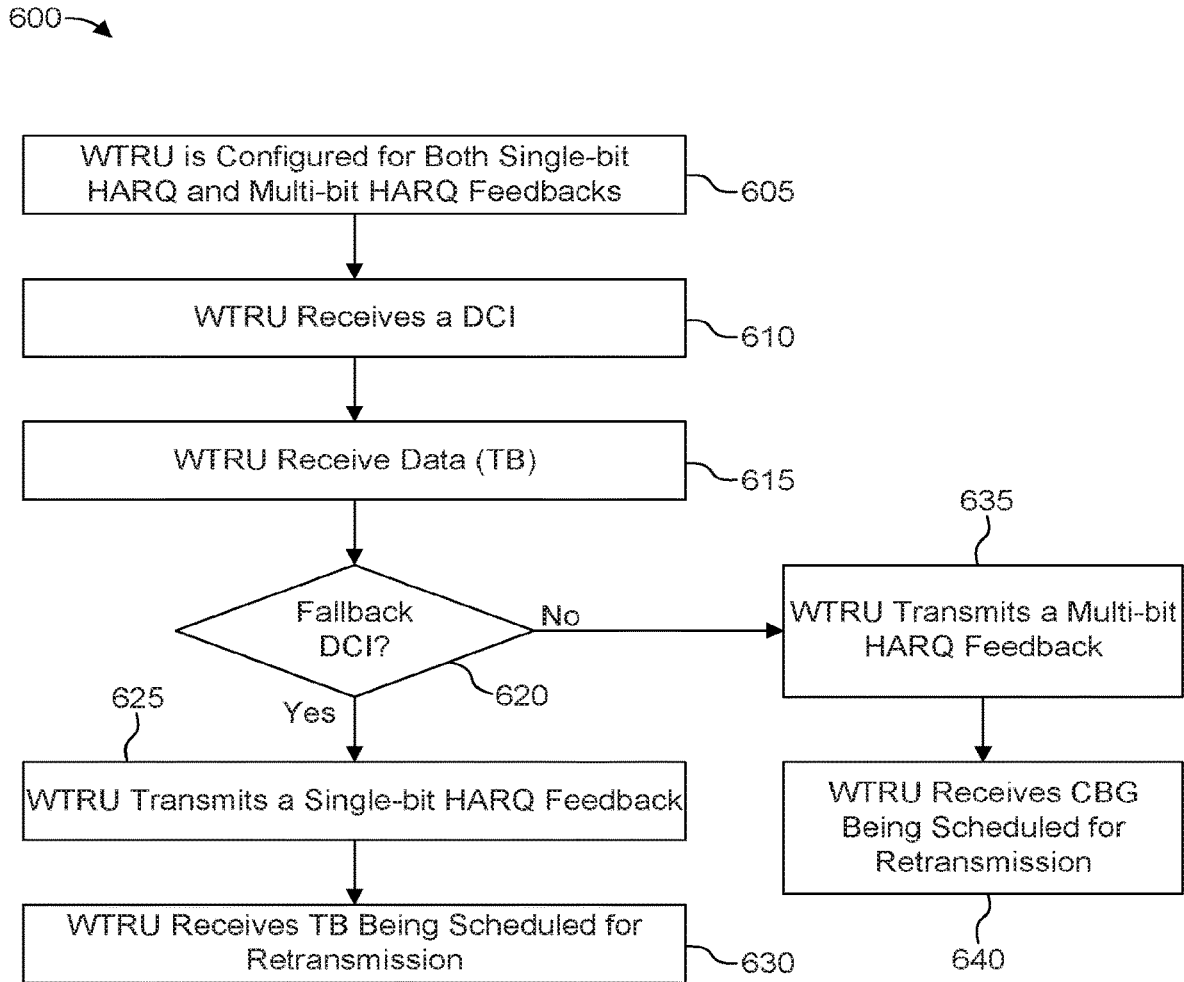 600
WTRU is Configured for Both Single-bit
HARQ and Multi-bit HARQ Feedbacks
605
WTRU Receives a DCI
610
WTRU Receive Data (TB)
615
Fallback
DCI?
620
No
Yes
635
WTRU Transmits a Multi-bit
HARQ Feedback
625
WTRU Transmits a Single-bit HARQ Feedback
WTRU Receives CBG
Being Scheduled for
Retransmission
640
WTRU Receives TB Being Scheduled for
Retransmission
630